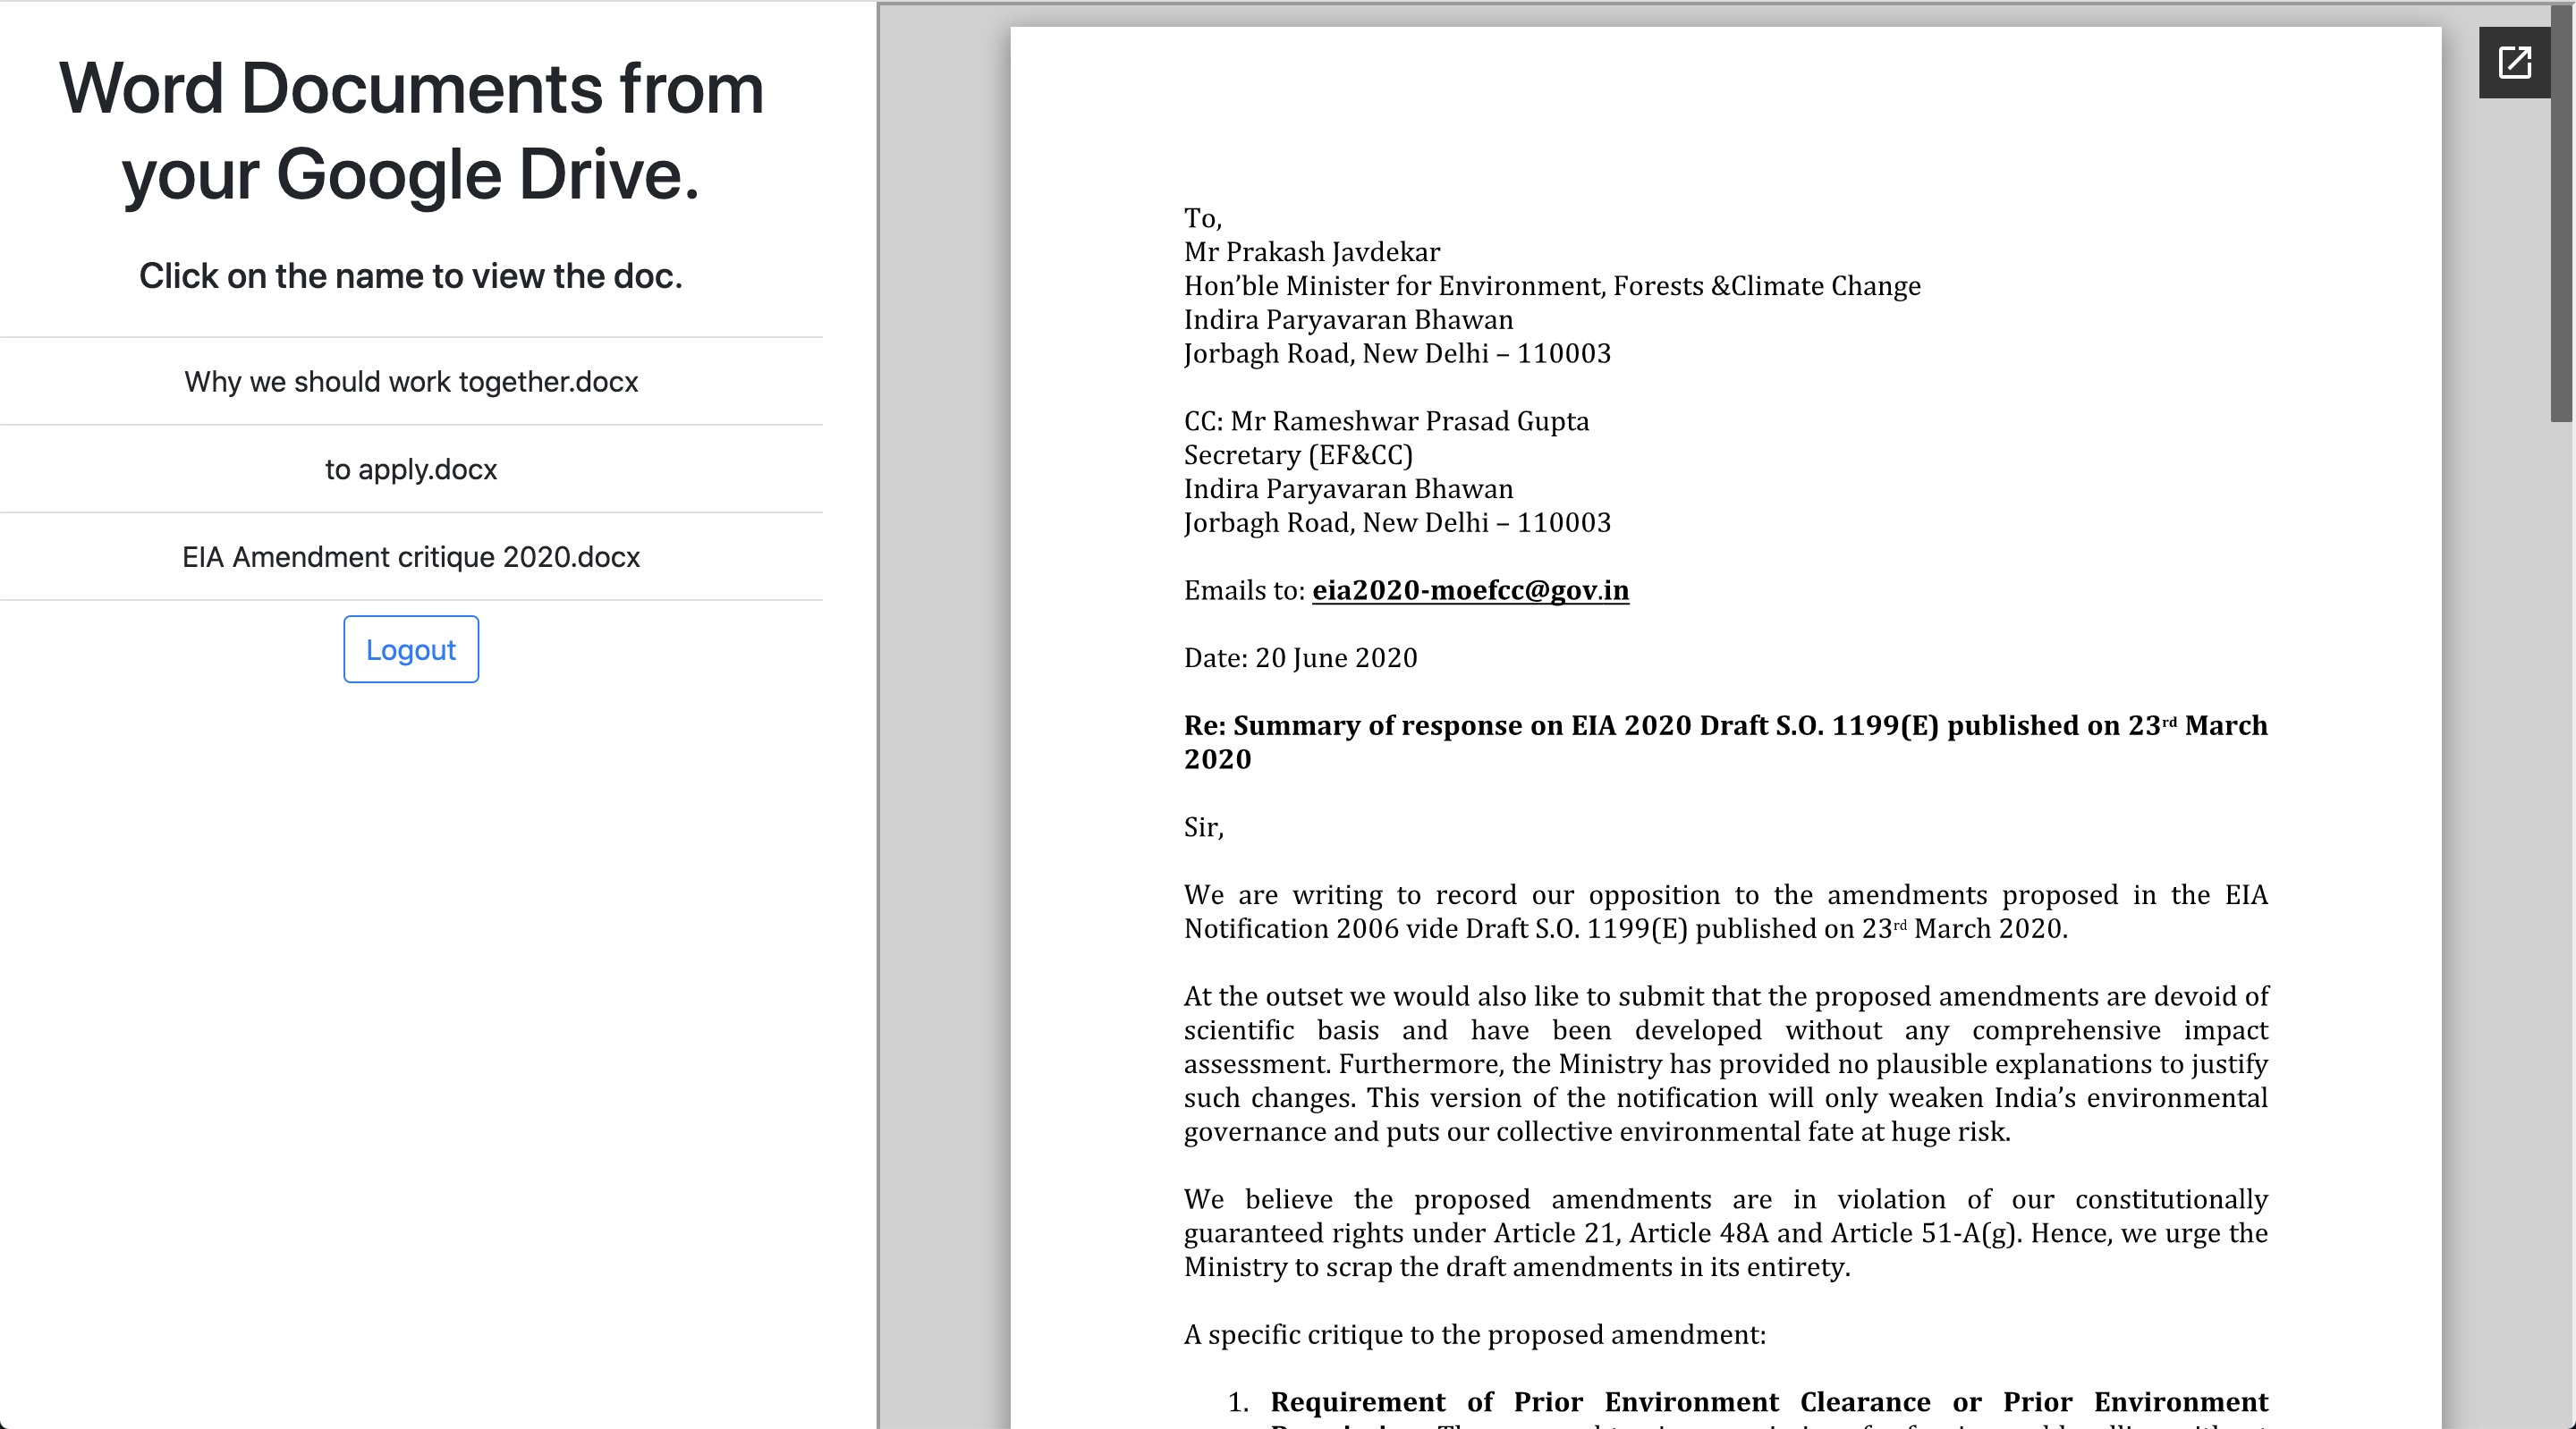 Word Documents from
your Google Drive.
Click on the name to view the doc.
Why we should work together.docx
to apply.docx
EIA Amendment critique 2020.docx
Logout
To,
Mr Prakash Javdekar
Hon’ble Minister for Environment, Forests &Climate Change
Indira Paryavaran Bhawan
Jorbagh Road, New Delhi – 110003
CC: Mr Rameshwar Prasad Gupta
Secretary (EF&CC)
Indira Paryavaran Bhawan
Jorbagh Road, New Delhi – 110003
Emails to: eia2020-moefcc@gov.in
Date: 20 June 2020
Re: Summary of response on EIA 2020 Draft S.O. 1199(E) published on 23rd March
2020
Sir,
We are writing to record our opposition to the amendments proposed in the EIA
Notification 2006 vide Draft S.O. 1199(E) published on 23rd March 2020.
At the outset we would also like to submit that the proposed amendments are devoid of
scientific basis and have been developed without any comprehensive impact
assessment. Furthermore, the Ministry has provided no plausible explanations to justify
such changes. This version of the notification will only weaken India’s environmental
governance and puts our collective environmental fate at huge risk.
We believe the proposed amendments are in violation of our constitutionally
guaranteed rights under Article 21, Article 48A and Article 51-A(g). Hence, we urge the
Ministry to scrap the draft amendments in its entirety.
A specific critique to the proposed amendment:
1. Requirement of Prior Environment Clearance or Prior Environment